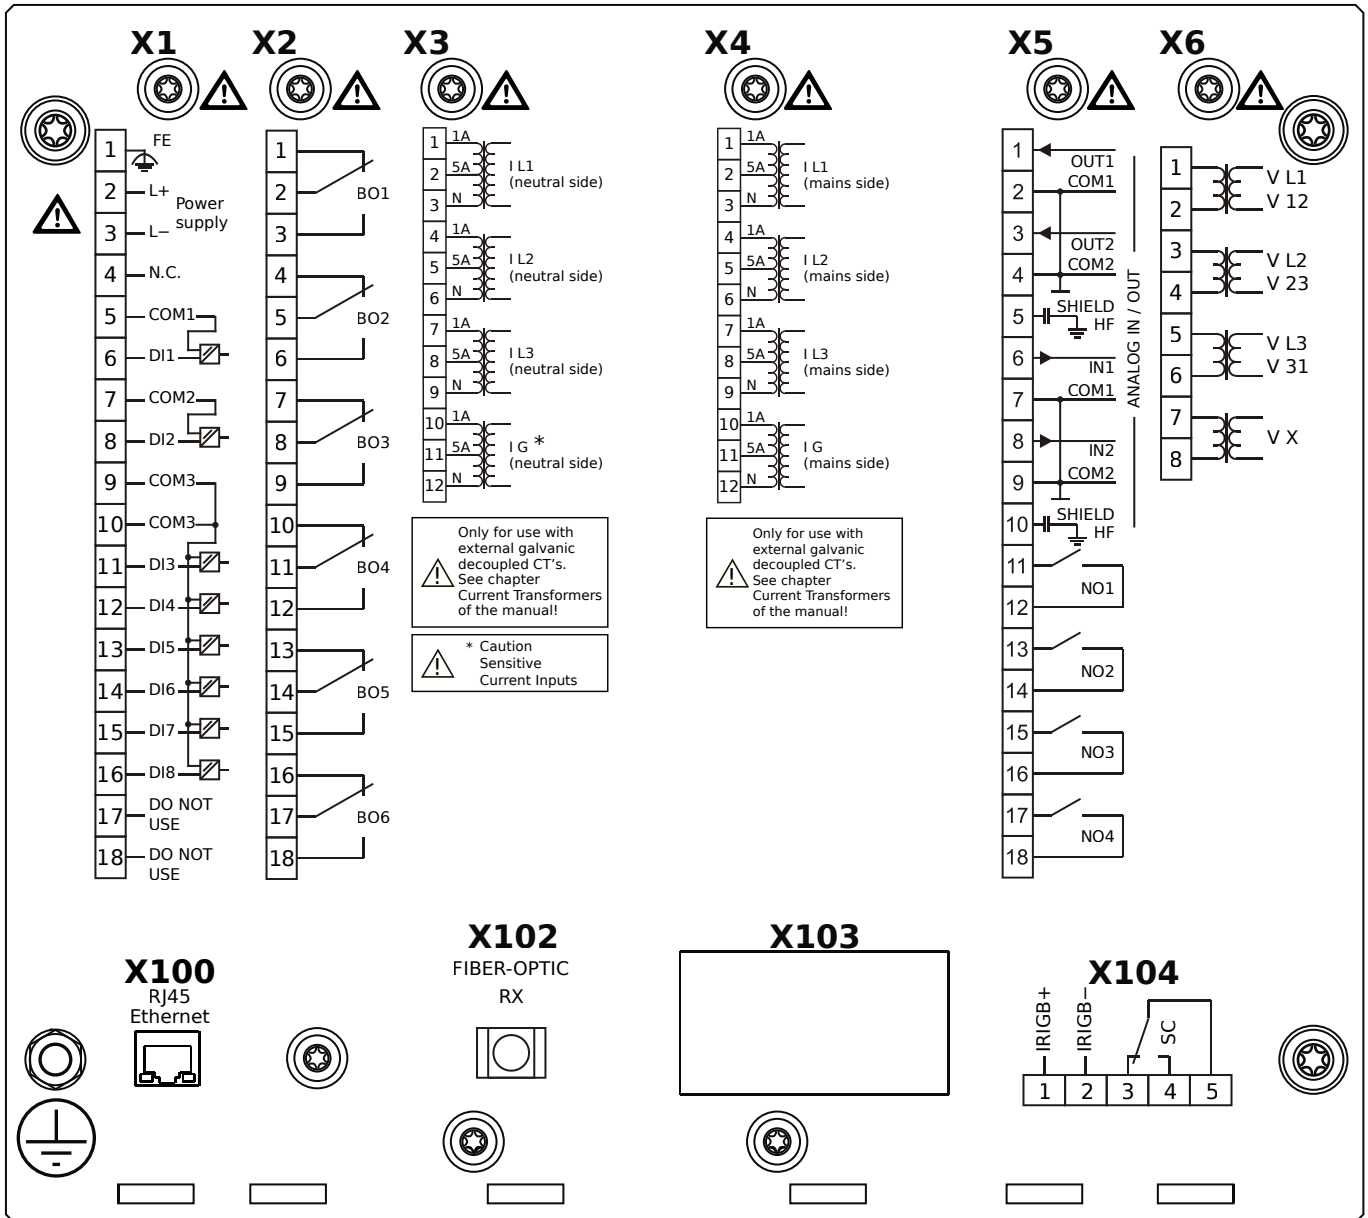 X1
X2
X3
X4
X5
X6
1
FE
2
L+
Power
supply
3
L−
4
N.C.
5
COM1
6
DI1
7
COM2
8
DI2
9
COM3
10
COM3
11
DI3
12
DI4
13
DI5
14
DI6
15
DI7
16
DI8
17
DO NOT
USE
18
DO NOT
USE
1
2
BO1
3
4
5
BO2
6
7
8
BO3
9
10
11
BO4
12
13
14
BO5
15
16
17
BO6
18
1
1A
2
5A
I L1
(neutral side)
3
N
4
1A
5
5A
I L2
(neutral side)
6
N
7
1A
8
5A
I L3
(neutral side)
9
N
10
1A
11
5A
I G *
(neutral side)
12
N
Only for use with
external galvanic
decoupled CT's.
See chapter
Current Transformers
of the manual!
* Caution
Sensitive
Current Inputs
1
1A
2
5A
I L1
(mains side)
3
N
4
1A
5
5A
I L2
(mains side)
6
N
7
1A
8
5A
I L3
(mains side)
9
N
10
1A
11
5A
I G
(mains side)
12
N
Only for use with
external galvanic
decoupled CT's.
See chapter
Current Transformers
of the manual!
1
OUT1
2
COM1
3
OUT2
4
COM2
5
SHIELD
HF
6
IN1
7
COM1
8
IN2
9
COM2
10
SHIELD
HF
ANALOG IN / OUT
11
NO1
12
13
NO2
14
15
NO3
16
17
NO4
18
1
V L1
2
V 12
3
V L2
4
V 23
5
V L3
6
V 31
7
V X
8
X100
RJ45
Ethernet
X102
FIBER-OPTIC
RX
X103
X104
IRIGB+
IRIGB−
SC
1 2 3 4 5